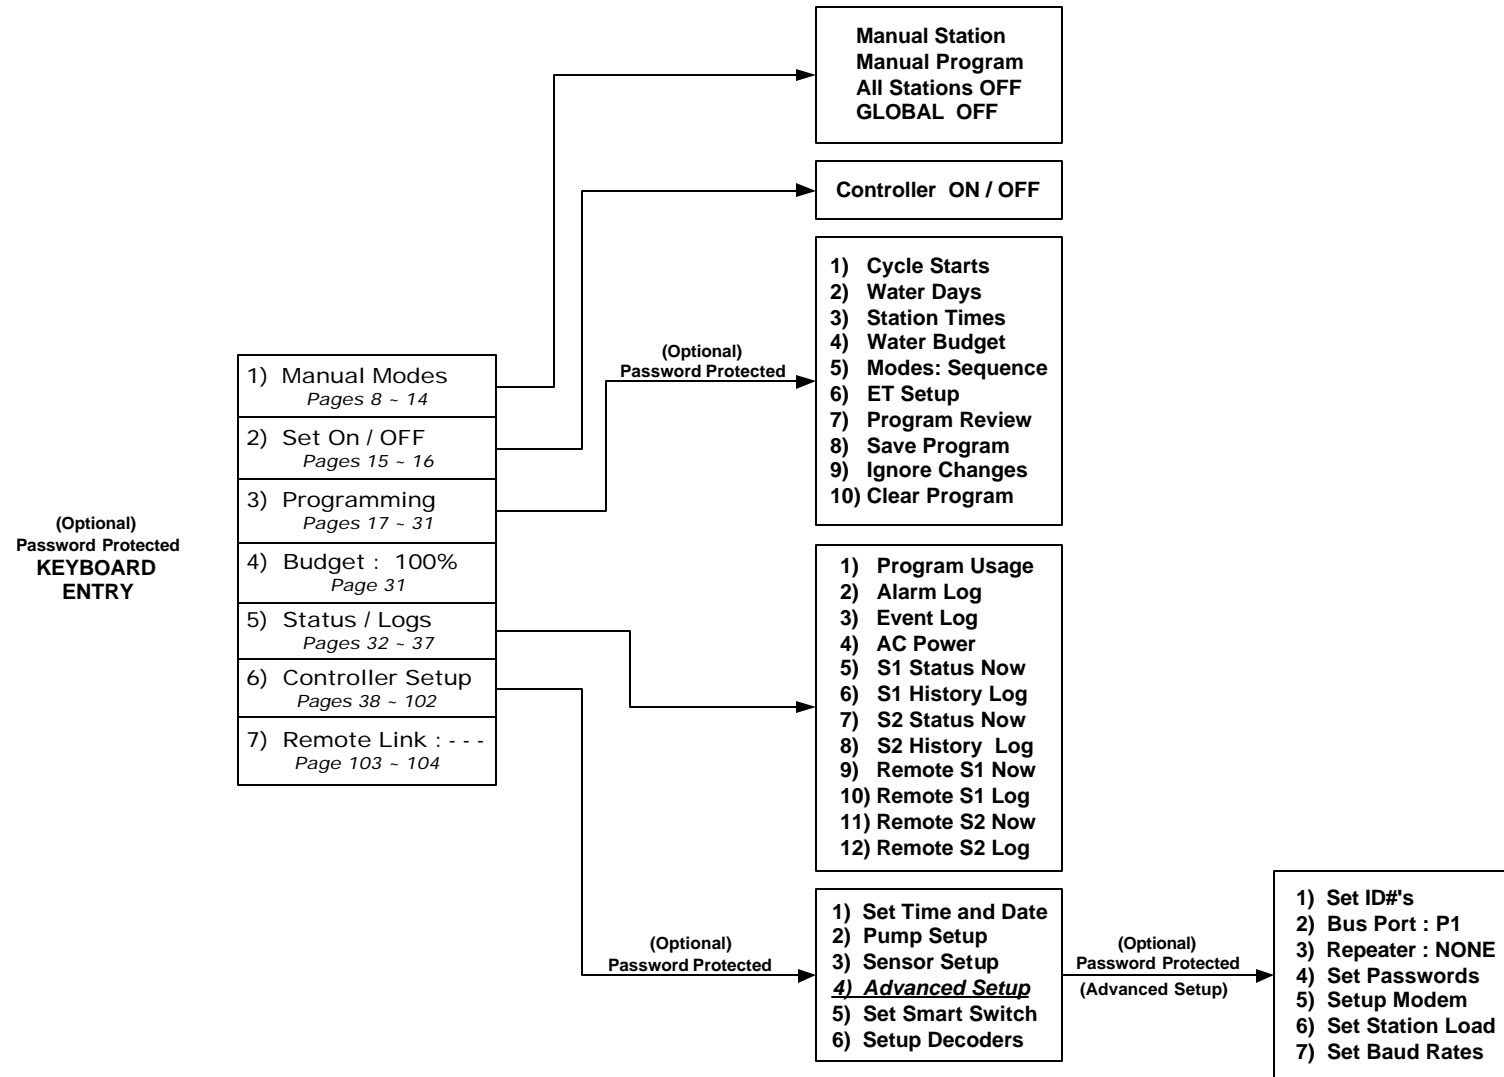 Manual Station
Manual Program
All Stations OFF
GLOBAL OFF
Controller ON / OFF
1) Cycle Starts
2) Water Days
3) Station Times
4) Water Budget
5) Modes: Sequence
6) ET Setup
7) Program Review
8) Save Program
9) Ignore Changes
10) Clear Program
(Optional)
Password Protected
1) Manual Modes
Pages 8 ~ 14
2) Set On / OFF
Pages 15 ~ 16
3) Programming
Pages 17 ~ 31
4) Budget : 100%
Page 31
5) Status / Logs
Pages 32 ~ 37
6) Controller Setup
Pages 38 ~ 102
7) Remote Link : - - -
Page 103 ~ 104
(Optional)
Password Protected
KEYBOARD
ENTRY
1) Program Usage
2) Alarm Log
3) Event Log
4) AC Power
5) S1 Status Now
6) S1 History Log
7) S2 Status Now
8) S2 History Log
9) Remote S1 Now
10) Remote S1 Log
11) Remote S2 Now
12) Remote S2 Log
(Optional)
Password Protected
1) Set Time and Date
2) Pump Setup
3) Sensor Setup
4) Advanced Setup
5) Set Smart Switch
6) Setup Decoders
(Optional)
Password Protected
(Advanced Setup)
1) Set ID#'s
2) Bus Port : P1
3) Repeater : NONE
4) Set Passwords
5) Setup Modem
6) Set Station Load
7) Set Baud Rates